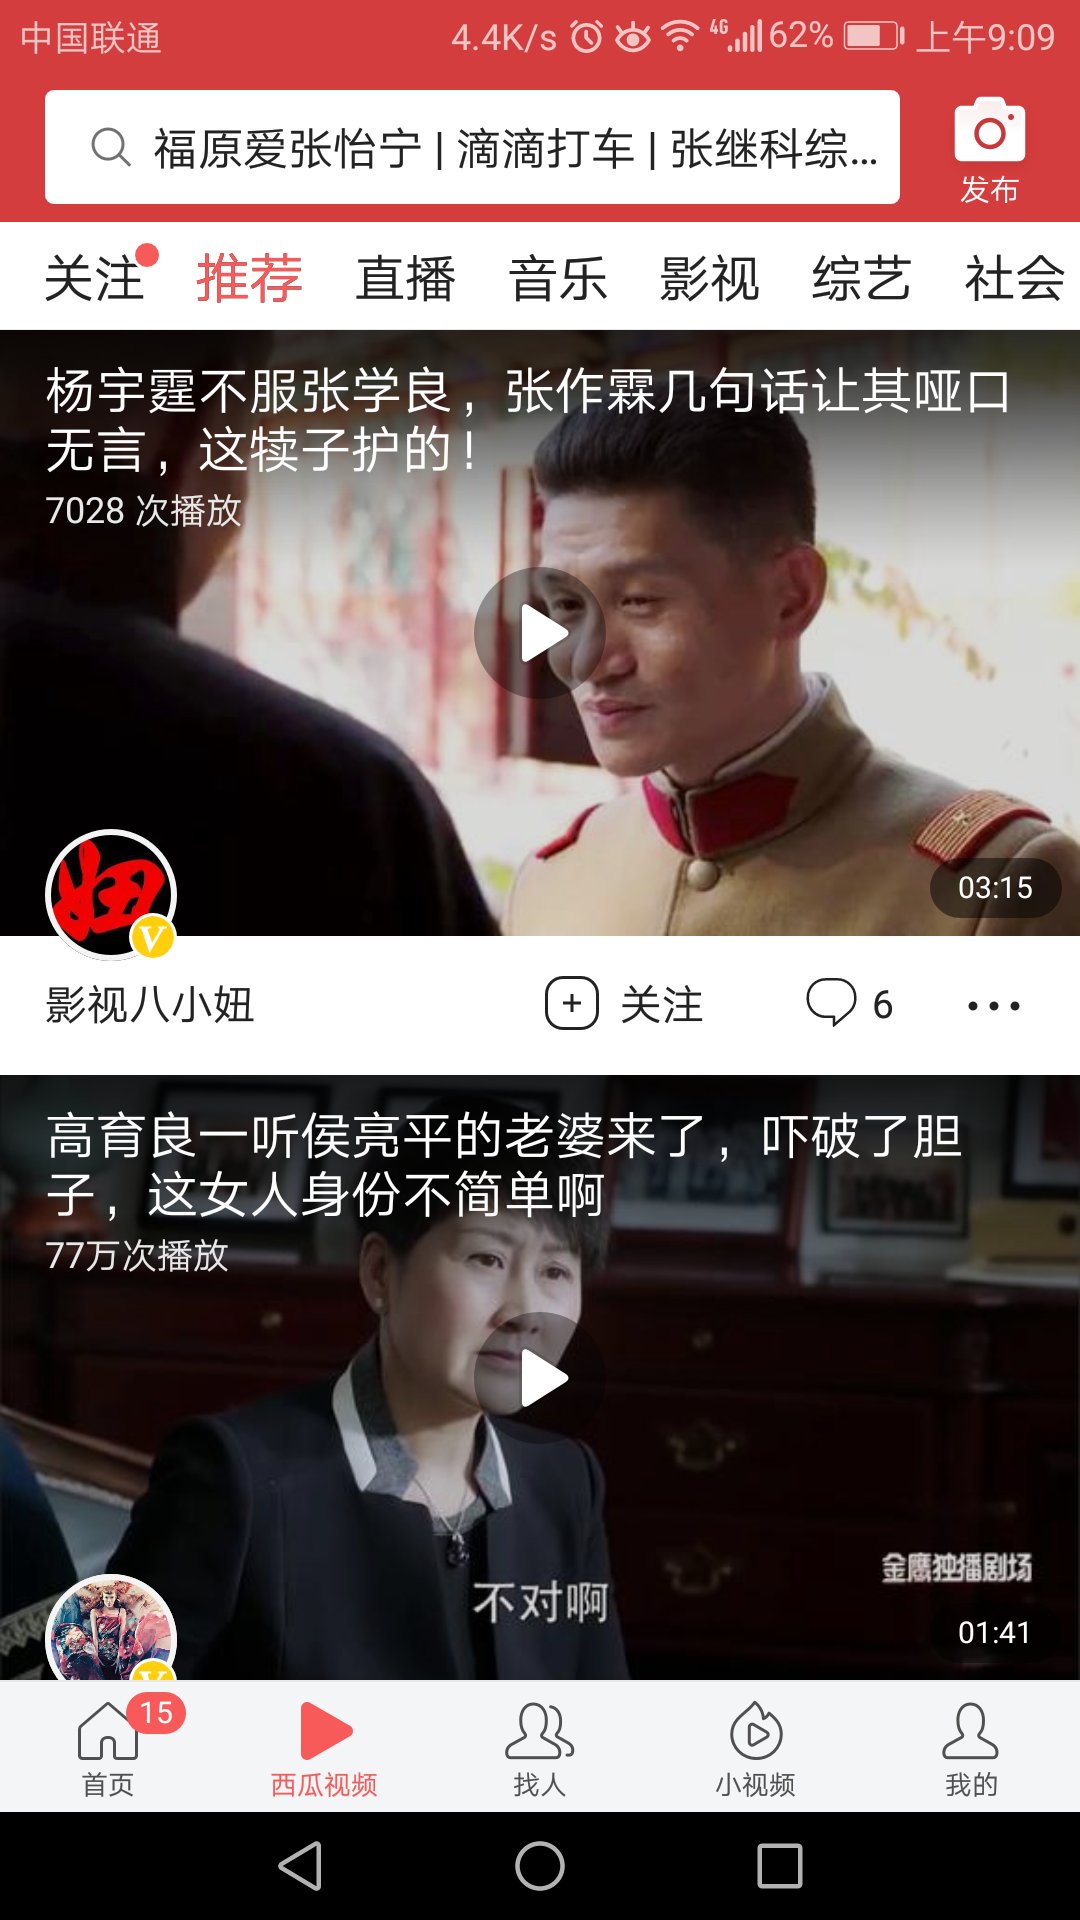 中国联通 4.4K/s 4G 62% 上午9:09
福原爱张怡宁 | 滴滴打车 | 张继科综...
发布
关注 推荐 直播 音乐 影视 综艺 社会
杨宇霆不服张学良，张作霖几句话让其哑口
无言，这犊子护的！
7028 次播放
妞
V
03:15
影视八小妞 关注 6
高育良一听侯亮平的老婆来了，吓破了胆
子，这女人身份不简单啊
77万次播放
金鹰独播剧场
不对啊
01:41
V
15
首页 西瓜视频 找人 小视频 我的